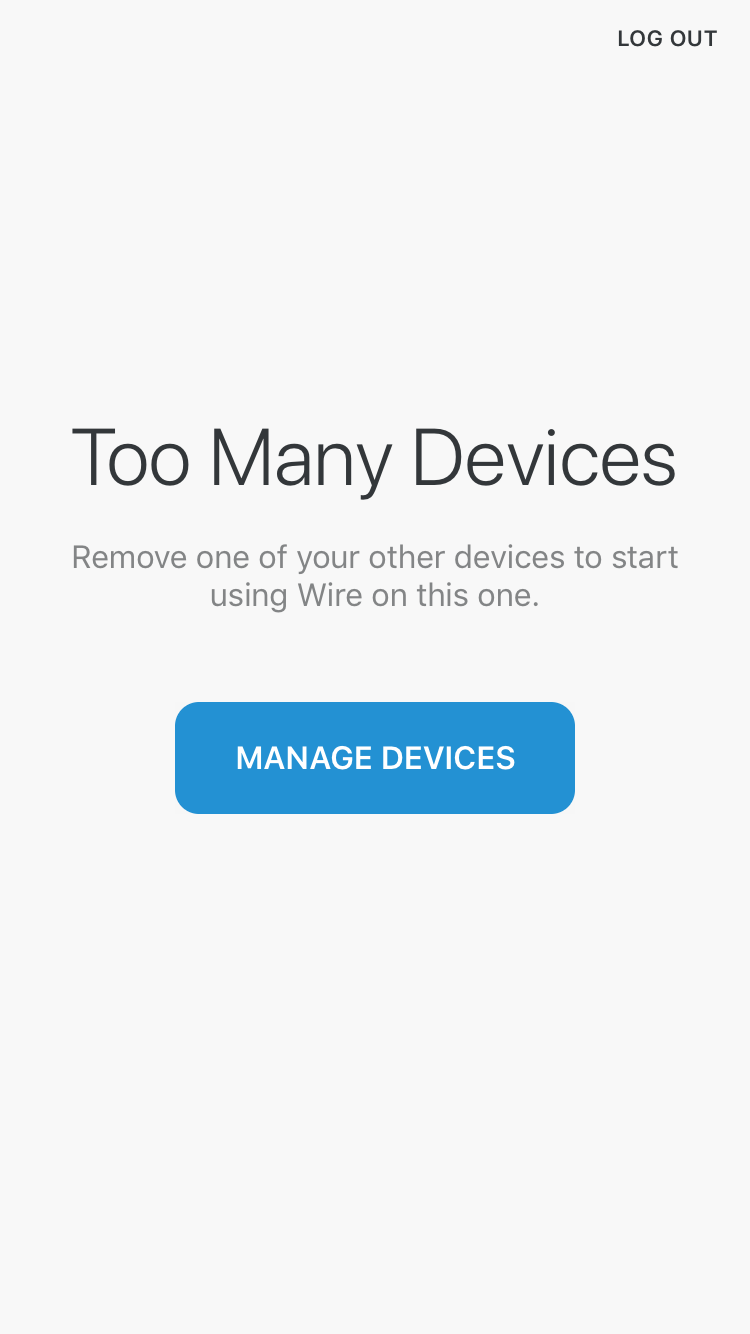 LOG OUT
Too Many Devices
Remove one of your other devices to start
using Wire on this one.
MANAGE DEVICES